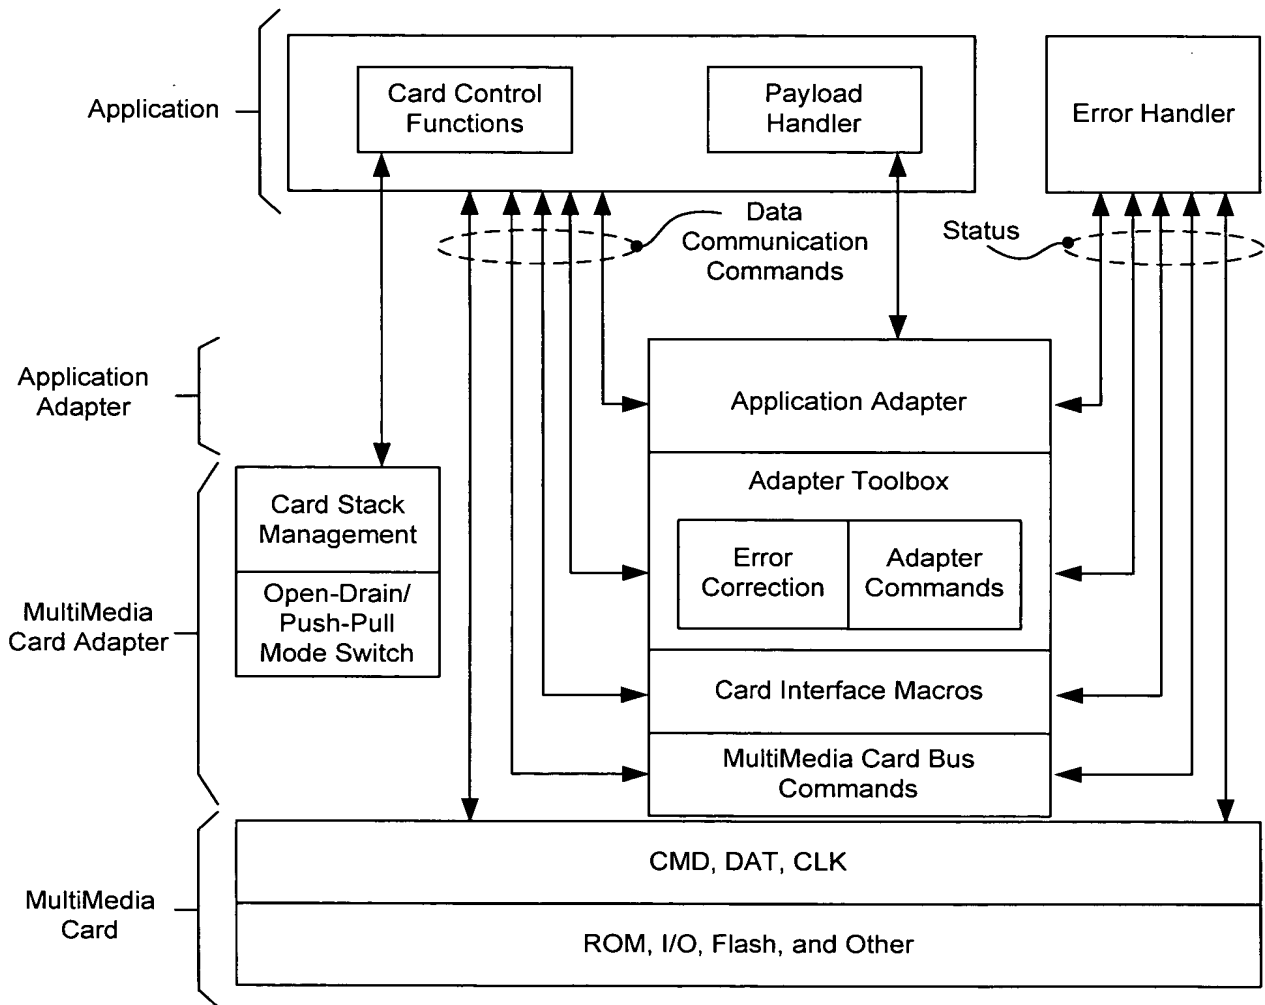 Application
Card Control
Functions
Payload
Handler
Error Handler
Data
Communication
Commands
Status
Application
Adapter
Application Adapter
MultiMedia
Card Adapter
Card Stack
Management
Open-Drain/
Push-Pull
Mode Switch
Adapter Toolbox
Error
Correction
Adapter
Commands
Card Interface Macros
MultiMedia Card Bus
Commands
MultiMedia
Card
CMD, DAT, CLK
ROM, I/O, Flash, and Other